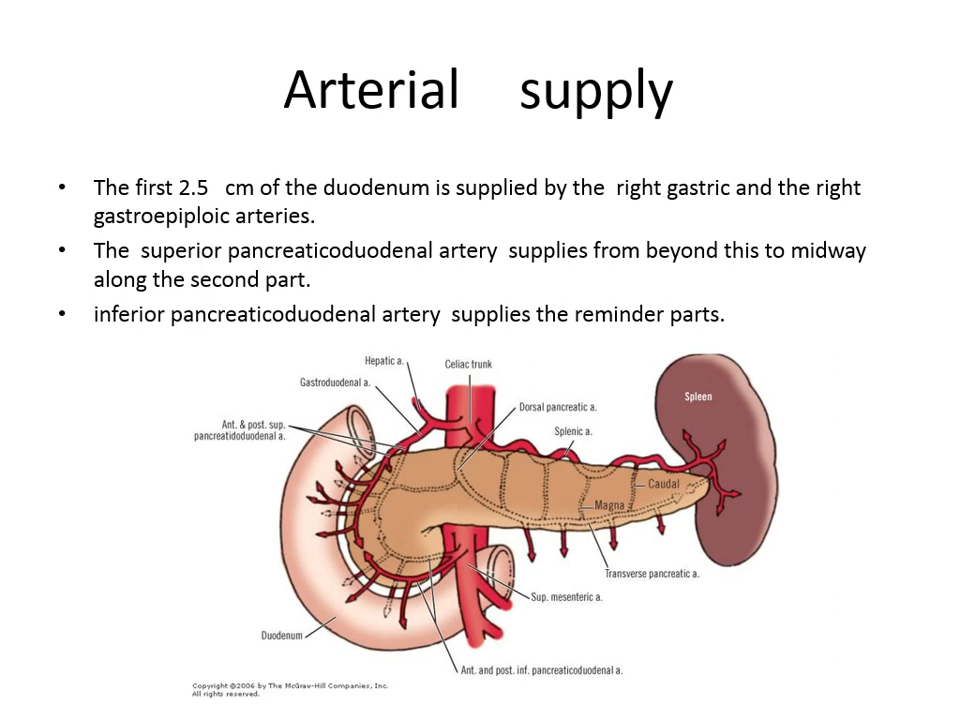 Arterial supply
• The first 2.5 cm of the duodenum is supplied by the right gastric and the right
gastroepiploic arteries.
• The superior pancreaticoduodenal artery supplies from beyond this to midway
along the second part.
• inferior pancreaticoduodenal artery supplies the reminder parts.
Hepatic a.
Celiac trunk
Gastroduodenal a.
Spleen
Dorsal pancreatic a.
Ant. & post. sup.
pancreatidoduodenal a.
Splenic a.
Caudal
Magna
Transverse pancreatic a.
Sup. mesenteric a.
Duodenum
Ant. and post. inf. pancreaticoduodenal a.
Copyright ©2006 by The McGraw-Hill Companies, Inc.
All rights reserved.